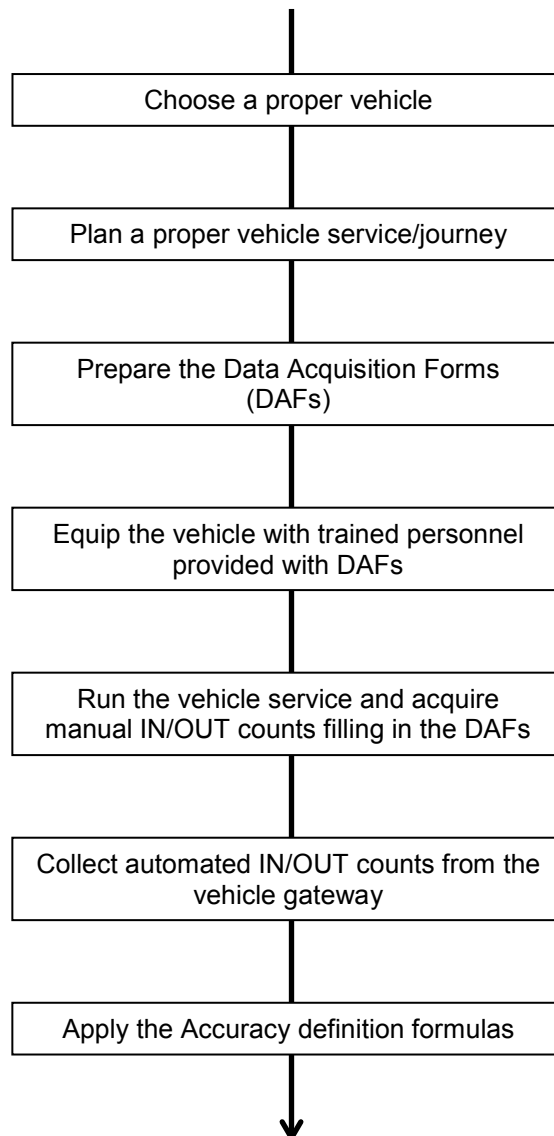 Choose a proper vehicle
Plan a proper vehicle service/journey
Prepare the Data Acquisition Forms
(DAFs)
Equip the vehicle with trained personnel
provided with DAFs
Run the vehicle service and acquire
manual IN/OUT counts filling in the DAFs
Collect automated IN/OUT counts from the
vehicle gateway
Apply the Accuracy definition formulas